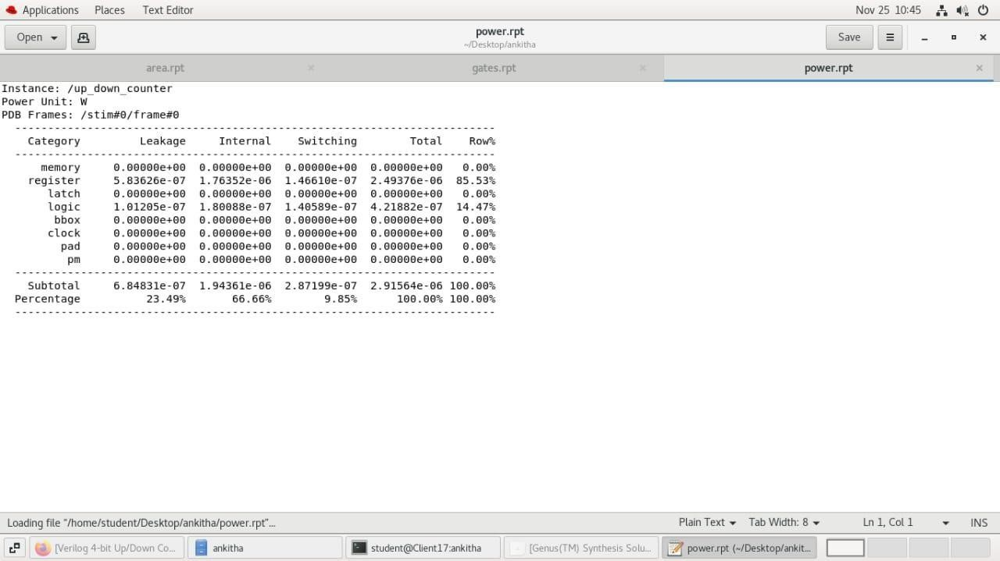 Applications Places Text Editor Nov 25 10:45
Open power.rpt Save
~/Desktop/ankitha
area.rpt gates.rpt power.rpt
Instance: /up_down_counter
Power Unit: W
PDB Frames: /stim#0/frame#0
-------------------------------------------------------------------------
Category Leakage Internal Switching Total Row%
-------------------------------------------------------------------------
memory 0.00000e+00 0.00000e+00 0.00000e+00 0.00000e+00 0.00%
register 5.83626e-07 1.76352e-06 1.46610e-07 2.49376e-06 85.53%
latch 0.00000e+00 0.00000e+00 0.00000e+00 0.00000e+00 0.00%
logic 1.01205e-07 1.80088e-07 1.40589e-07 4.21882e-07 14.47%
bbox 0.00000e+00 0.00000e+00 0.00000e+00 0.00000e+00 0.00%
clock 0.00000e+00 0.00000e+00 0.00000e+00 0.00000e+00 0.00%
pad 0.00000e+00 0.00000e+00 0.00000e+00 0.00000e+00 0.00%
pm 0.00000e+00 0.00000e+00 0.00000e+00 0.00000e+00 0.00%
-------------------------------------------------------------------------
Subtotal 6.84831e-07 1.94361e-06 2.87199e-07 2.91564e-06 100.00%
Percentage 23.49% 66.66% 9.85% 100.00% 100.00%
-------------------------------------------------------------------------
Loading file "/home/student/Desktop/ankitha/power.rpt"... Plain Text Tab Width: 8 Ln 1, Col 1 INS
[Verilog 4-bit Up/Down Co... ankitha student@Client17:ankitha [Genus(TM) Synthesis Solu... power.rpt (~/Desktop/ankit...